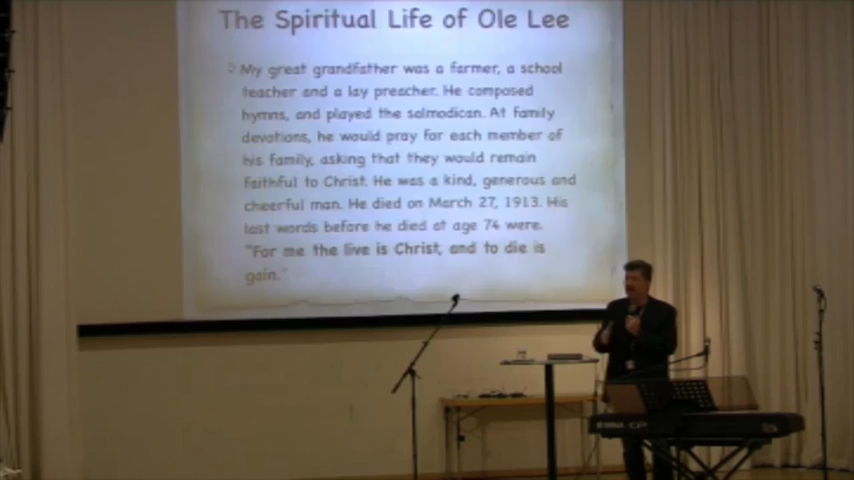 The Spiritual Life of Ole Lee
My great grandfather was a farmer, a school
teacher and a lay preacher. He composed
hymns, and played the salmodican. At family
devotions, he would pray for each member of
his family, asking that they would remain
faithful to Christ. He was a kind, generous and
cheerful man. He died on March 27, 1913. His
last words before he died at age 74 were.
"For me the live is Christ, and to die is
gain."